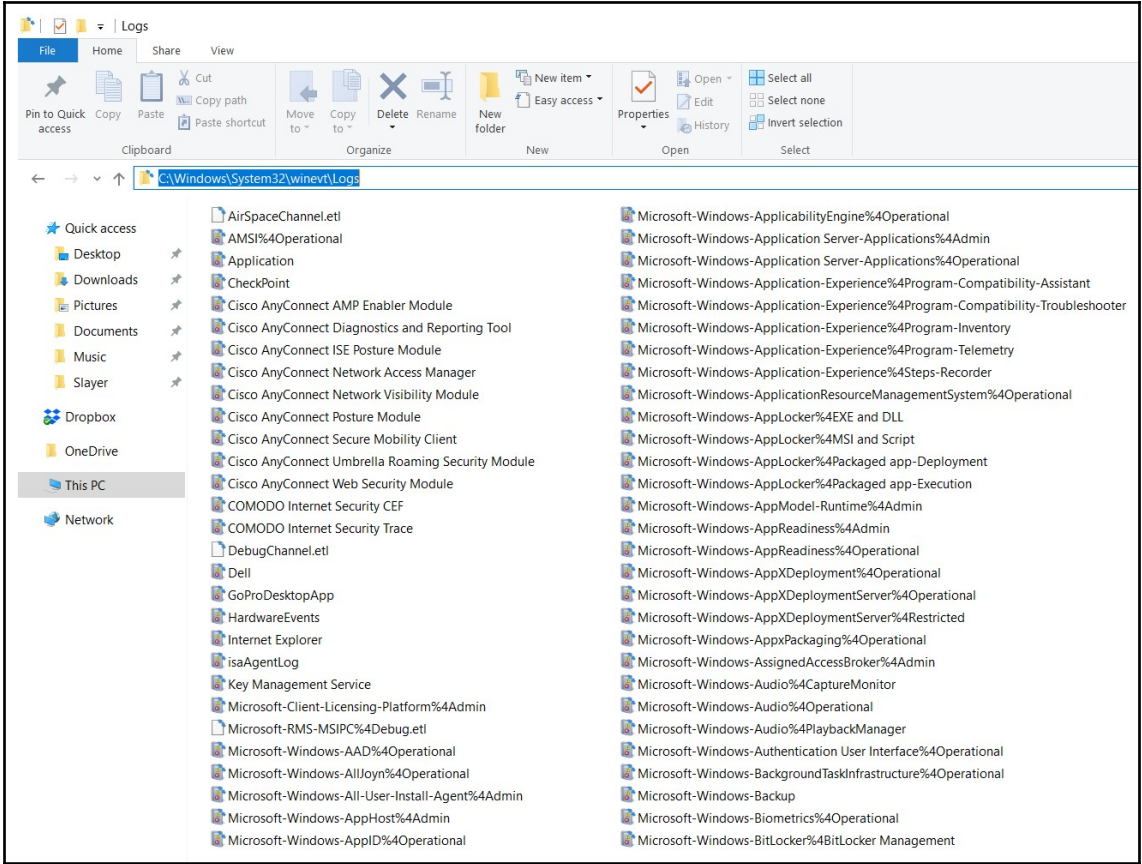 Logs
File Home Share View
Pin to Quick access
Copy
Paste
Cut
Copy path
Paste shortcut
Clipboard
Move to
Copy to
Delete
Rename
Organize
New folder
New item
Easy access
New
Properties
Open
Edit
History
Open
Select all
Select none
Invert selection
Select
C:\Windows\System32\winevt\Logs
Quick access
Desktop
Downloads
Pictures
Documents
Music
Slayer
Dropbox
OneDrive
This PC
Network
AirSpaceChannel.etl
AMSI%4Operational
Application
CheckPoint
Cisco AnyConnect AMP Enabler Module
Cisco AnyConnect Diagnostics and Reporting Tool
Cisco AnyConnect ISE Posture Module
Cisco AnyConnect Network Access Manager
Cisco AnyConnect Network Visibility Module
Cisco AnyConnect Posture Module
Cisco AnyConnect Secure Mobility Client
Cisco AnyConnect Umbrella Roaming Security Module
Cisco AnyConnect Web Security Module
COMODO Internet Security CEF
COMODO Internet Security Trace
DebugChannel.etl
Dell
GoProDesktopApp
HardwareEvents
Internet Explorer
isaAgentLog
Key Management Service
Microsoft-Client-Licensing-Platform%4Admin
Microsoft-RMS-MSIPC%4Debug.etl
Microsoft-Windows-AAD%4Operational
Microsoft-Windows-AllJoyn%4Operational
Microsoft-Windows-All-User-Install-Agent%4Admin
Microsoft-Windows-AppHost%4Admin
Microsoft-Windows-AppID%4Operational
Microsoft-Windows-ApplicabilityEngine%4Operational
Microsoft-Windows-Application Server-Applications%4Admin
Microsoft-Windows-Application Server-Applications%4Operational
Microsoft-Windows-Application-Experience%4Program-Compatibility-Assistant
Microsoft-Windows-Application-Experience%4Program-Compatibility-Troubleshooter
Microsoft-Windows-Application-Experience%4Program-Inventory
Microsoft-Windows-Application-Experience%4Program-Telemetry
Microsoft-Windows-Application-Experience%4Steps-Recorder
Microsoft-Windows-ApplicationResourceManagementSystem%4Operational
Microsoft-Windows-AppLocker%4EXE and DLL
Microsoft-Windows-AppLocker%4MSI and Script
Microsoft-Windows-AppLocker%4Packaged app-Deployment
Microsoft-Windows-AppLocker%4Packaged app-Execution
Microsoft-Windows-AppModel-Runtime%4Admin
Microsoft-Windows-AppReadiness%4Admin
Microsoft-Windows-AppReadiness%4Operational
Microsoft-Windows-AppXDeployment%4Operational
Microsoft-Windows-AppXDeploymentServer%4Operational
Microsoft-Windows-AppXDeploymentServer%4Restricted
Microsoft-Windows-AppxPackaging%4Operational
Microsoft-Windows-AssignedAccessBroker%4Admin
Microsoft-Windows-Audio%4CaptureMonitor
Microsoft-Windows-Audio%4Operational
Microsoft-Windows-Audio%4PlaybackManager
Microsoft-Windows-Authentication User Interface%4Operational
Microsoft-Windows-BackgroundTaskInfrastructure%4Operational
Microsoft-Windows-Backup
Microsoft-Windows-Biometrics%4Operational
Microsoft-Windows-BitLocker%4BitLocker Management